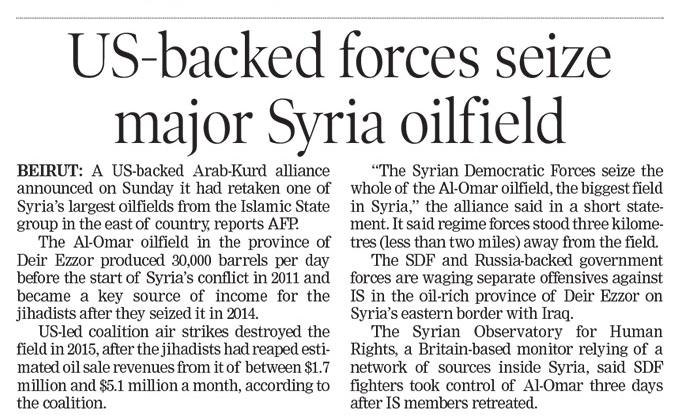 US-backed forces seize
major Syria oilfield
BEIRUT: A US-backed Arab-Kurd alliance
announced on Sunday it had retaken one of
Syria's largest oilfields from the Islamic State
group in the east of country, reports AFP.
The Al-Omar oilfield in the province of
Deir Ezzor produced 30,000 barrels per day
before the start of Syria's conflict in 2011 and
became a key source of income for the
jihadists after they seized it in 2014.
US-led coalition air strikes destroyed the
field in 2015, after the jihadists had reaped esti-
mated oil sale revenues from it of between $1.7
million and $5.1 million a month, according to
the coalition.
“The Syrian Democratic Forces seize the
whole of the Al-Omar oilfield, the biggest field
in Syria,” the alliance said in a short state-
ment. It said regime forces stood three kilome-
tres (less than two miles) away from the field.
The SDF and Russia-backed government
forces are waging separate offensives against
IS in the oil-rich province of Deir Ezzor on
Syria's eastern border with Iraq.
The Syrian Observatory for Human
Rights, a Britain-based monitor relying of a
network of sources inside Syria, said SDF
fighters took control of Al-Omar three days
after IS members retreated.